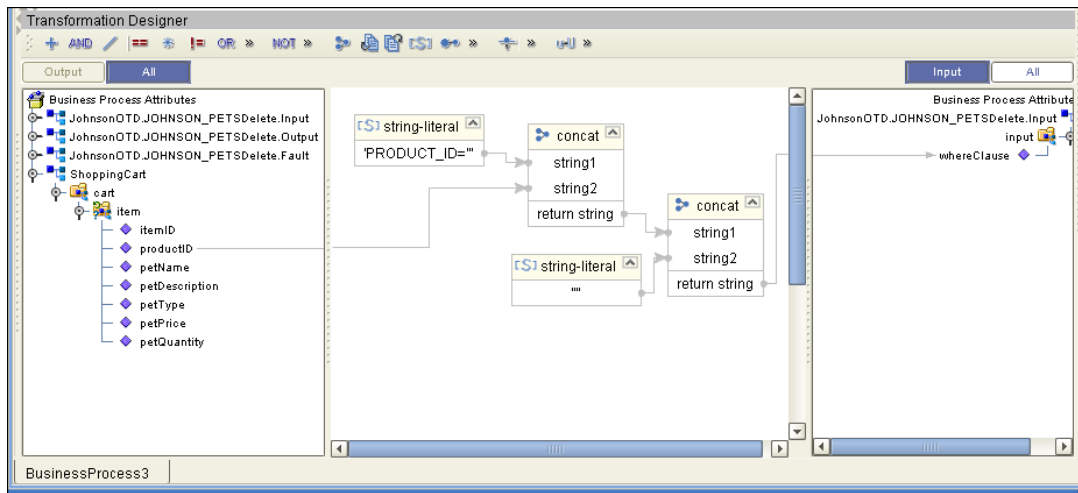 Transformation Designer
AND == != OR » NOT » [S] » » »
Output All Input All
Business Process Attributes
JohnsonOTD.JOHNSON_PETSDelete.Input
JohnsonOTD.JOHNSON_PETSDelete.Output
JohnsonOTD.JOHNSON_PETSDelete.Fault
ShoppingCart
cart
item
itemID
productID
petName
petDescription
petType
petPrice
petQuantity
[S] string-literal
'PRODUCT_ID='''
concat
string1
string2
return string
[S] string-literal
''''
concat
string1
string2
return string
Business Process Attribute
JohnsonOTD.JOHNSON_PETSDelete.Input
input
whereClause
BusinessProcess3